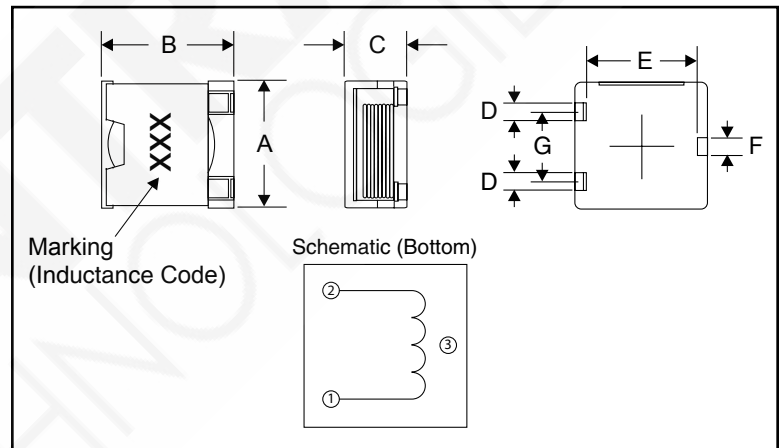 B
C
E
D
D
G
F
A
XXX
Marking
(Inductance Code)
Schematic (Bottom)
2
3
1